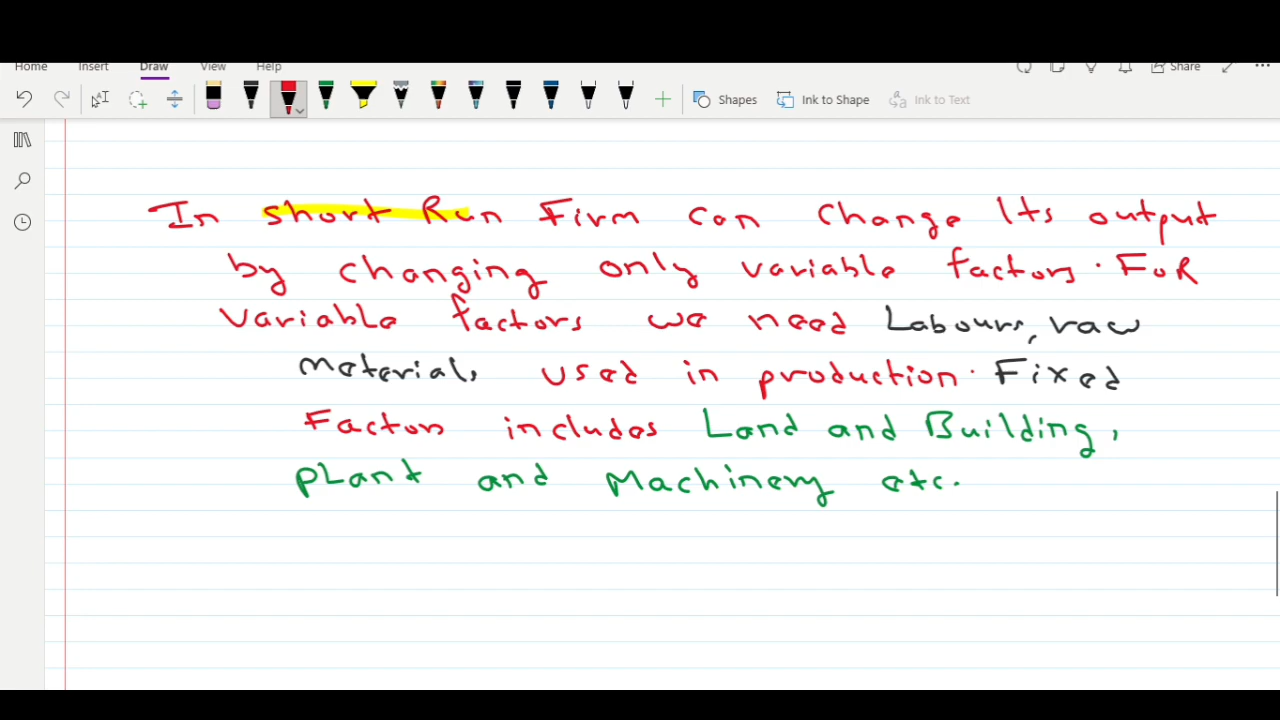 Home Insert Draw View Help Share
Shapes Ink to Shape Ink to Text
In short Run Firm can change Its output
by changing only variable factors. FoR
variable factors we need Labours, raw
materials used in production. Fixed
Factors includes Land and Building,
pLant and Machinery etc.